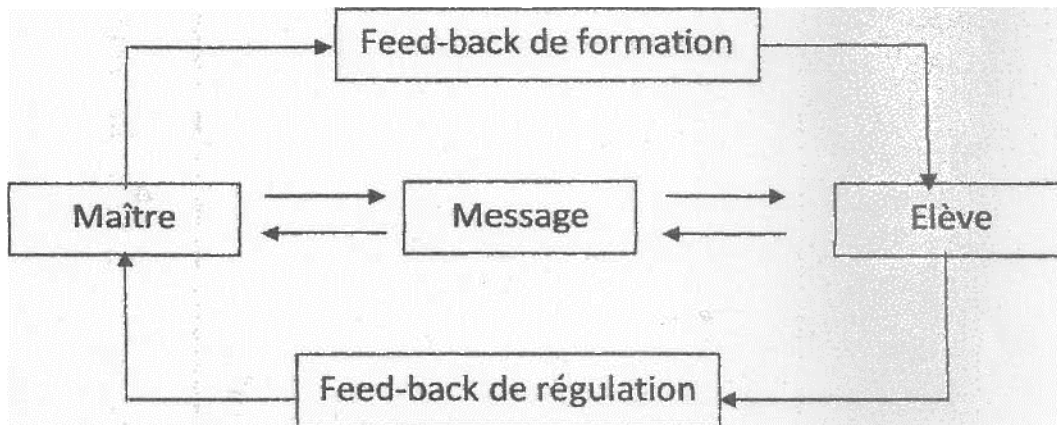 Feed-back de formation
Maître
Message
Elève
Feed-back de régulation